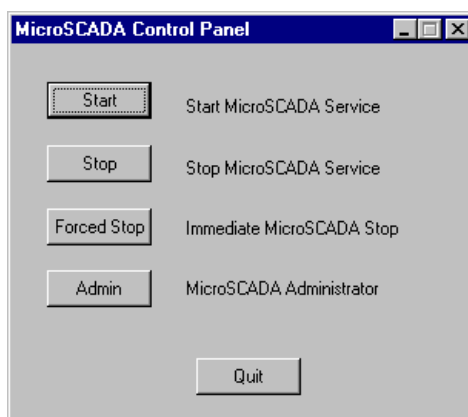 MicroSCADA Control Panel
Start Start MicroSCADA Service
Stop Stop MicroSCADA Service
Forced Stop Immediate MicroSCADA Stop
Admin MicroSCADA Administrator
Quit